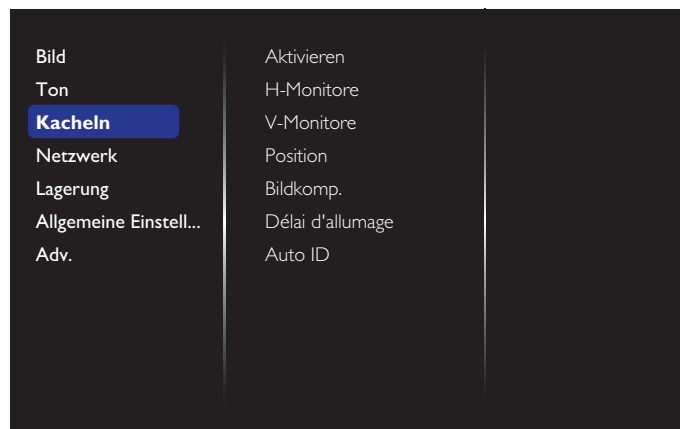 Bild
Ton
Kacheln
Netzwerk
Lagerung
Allgemeine Einstell...
Adv.
Aktivieren
H-Monitore
V-Monitore
Position
Bildkomp.
Délai d'allumage
Auto ID